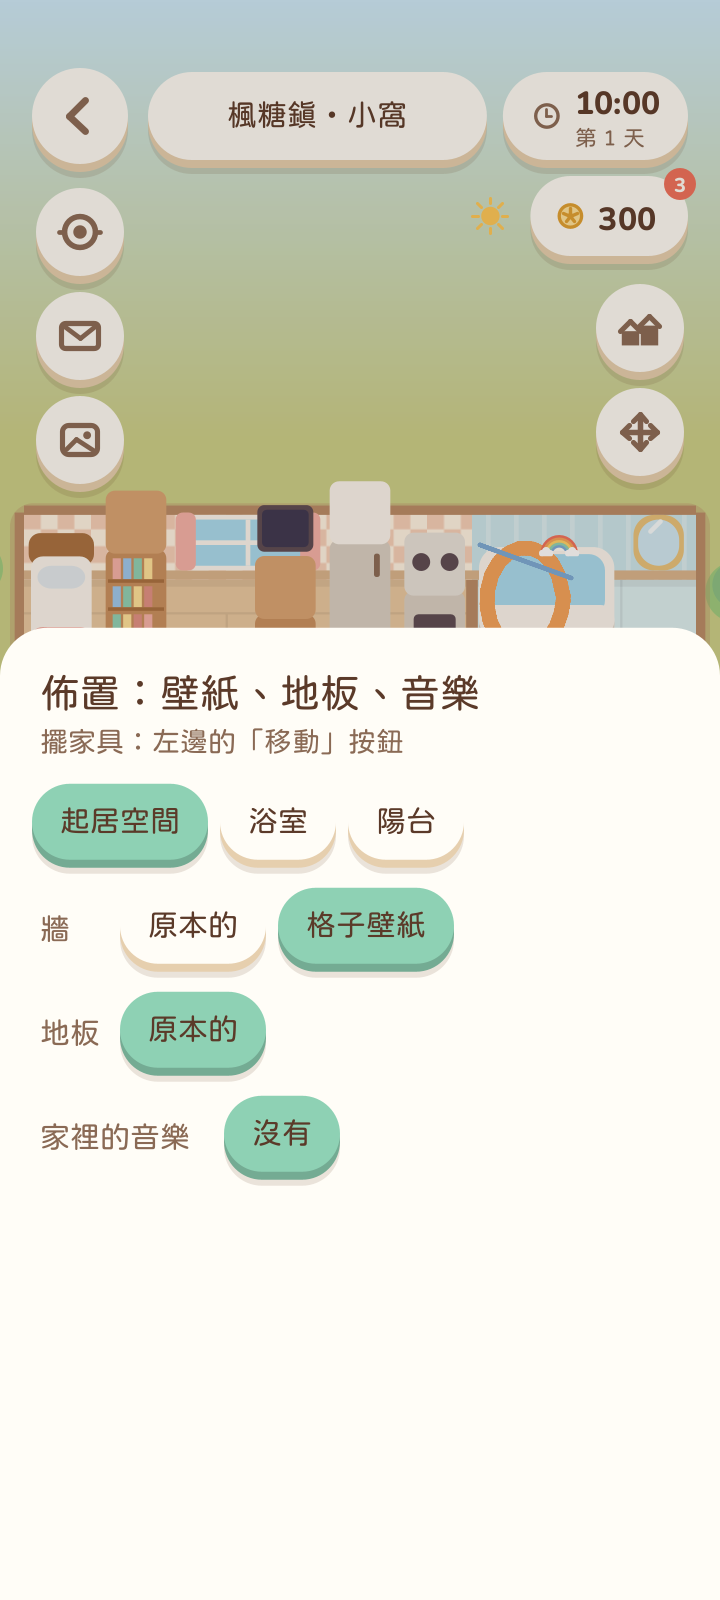 楓糖鎮・小窩
10:00
第 1 天
3
300
佈置：壁紙、地板、音樂
擺家具：左邊的「移動」按鈕
起居空間 浴室 陽台
牆 原本的 格子壁紙
地板 原本的
家裡的音樂 沒有